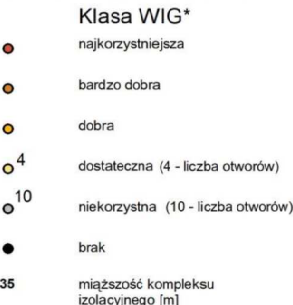 Klasa WIG*
najkorzystniejsza
bardzo dobra
dobra
4 dostateczna (4 - liczba otworów)
10 niekorzystna (10 - liczba otworów)
brak
35 miąższość kompleksu
izolacyjnego [m]